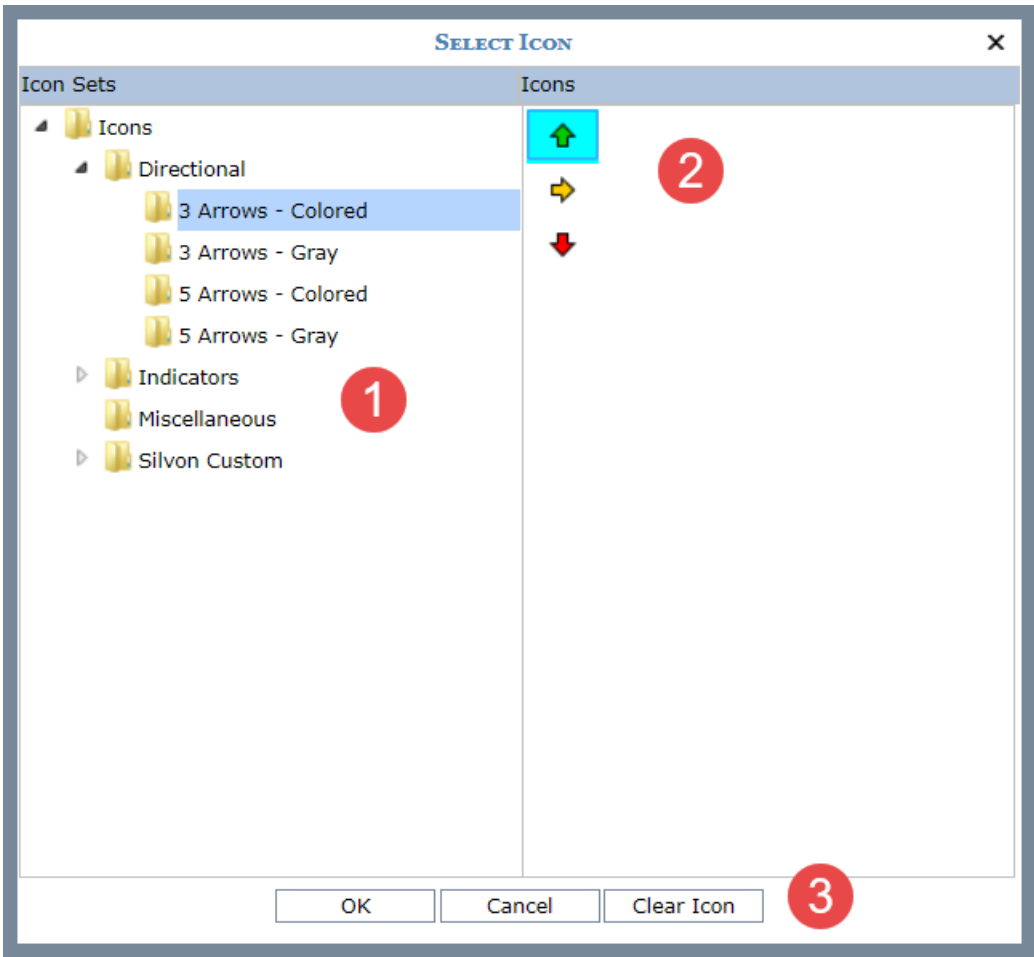 Select Icon
Icon Sets
Icons
Icons
Directional
3 Arrows - Colored
3 Arrows - Gray
5 Arrows - Colored
5 Arrows - Gray
Indicators
Miscellaneous
Silvon Custom
1
2
OK
Cancel
Clear Icon
3